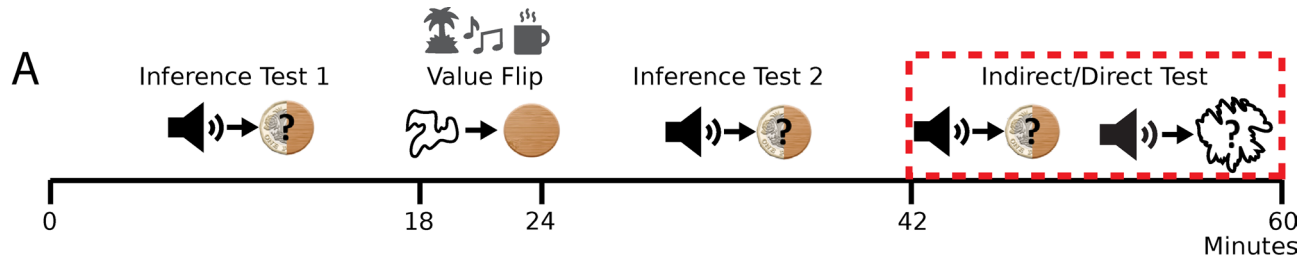 A
Inference Test 1
Value Flip
Inference Test 2
Indirect/Direct Test
?
?
?
?
0
18
24
42
60
Minutes